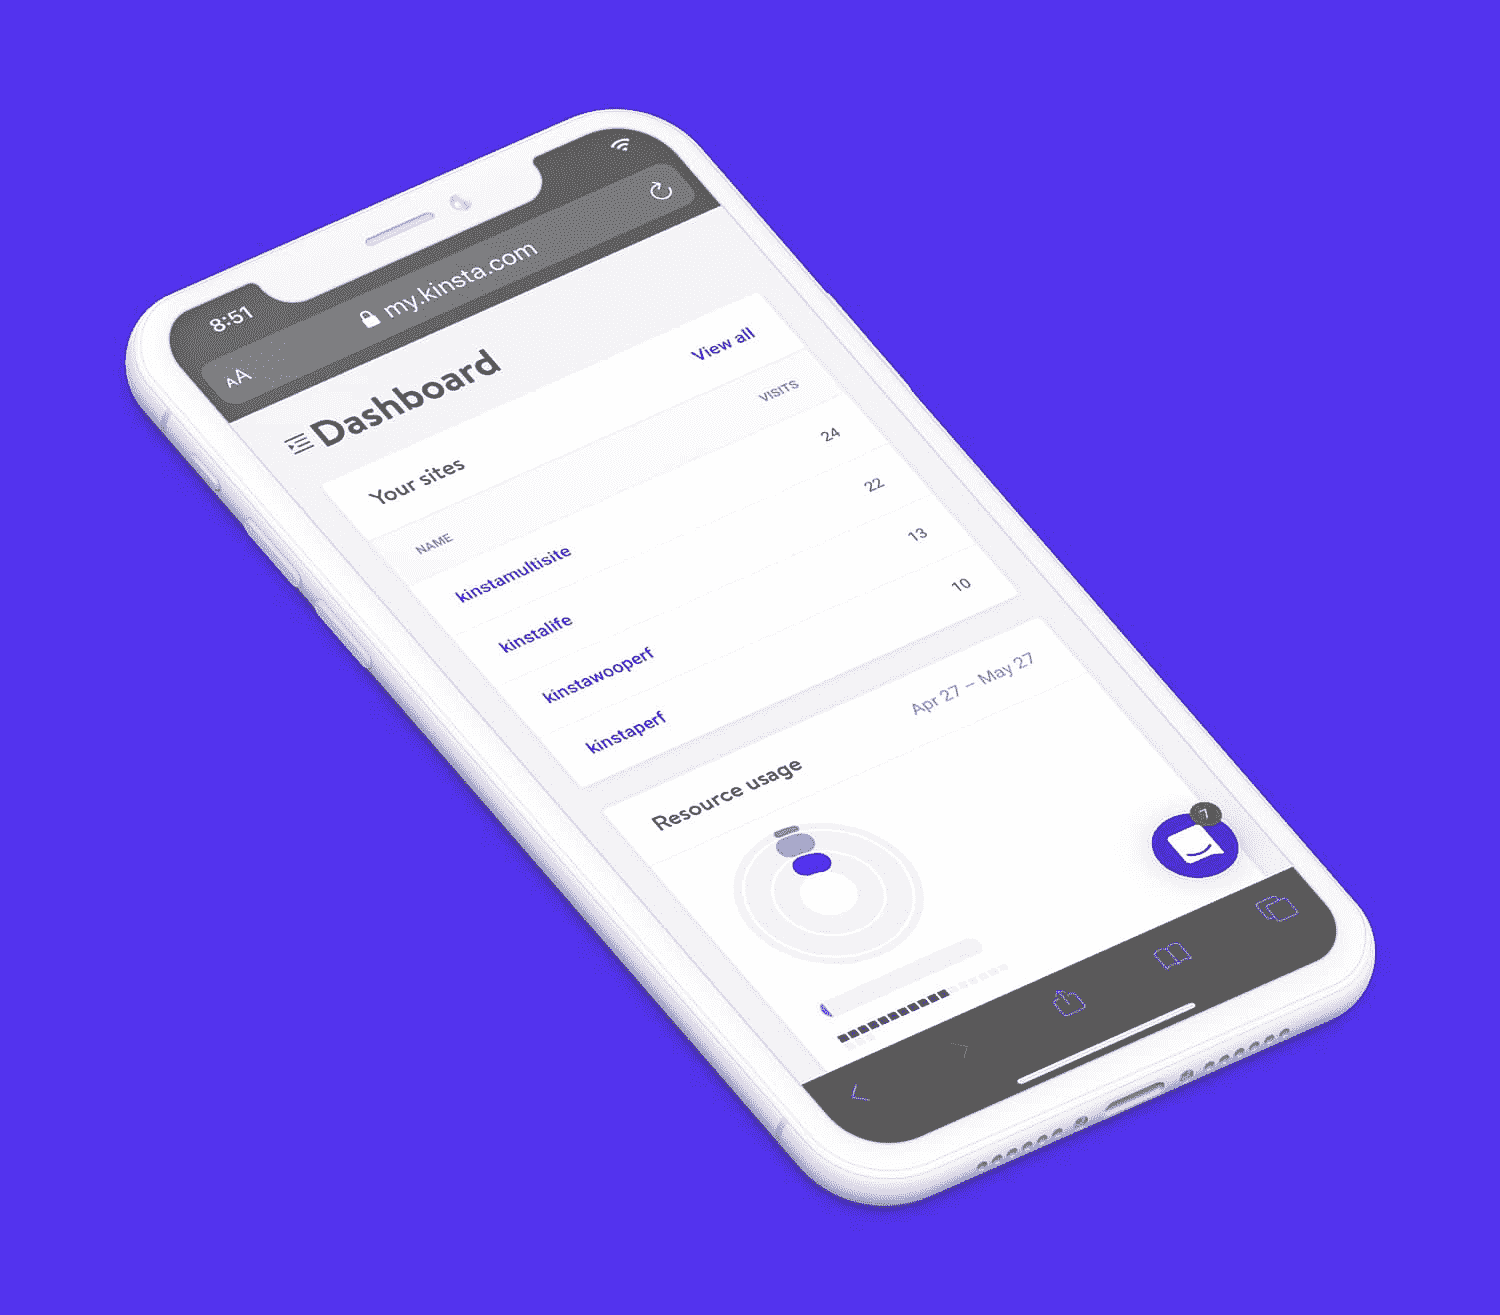 8:51
AA my.kinsta.com
Dashboard
Your sites View all
NAME VISITS
kinstamultisite 24
kinstalife 22
kinstawooperf 13
kinstaperf 10
Resource usage Apr 27 – May 27
7